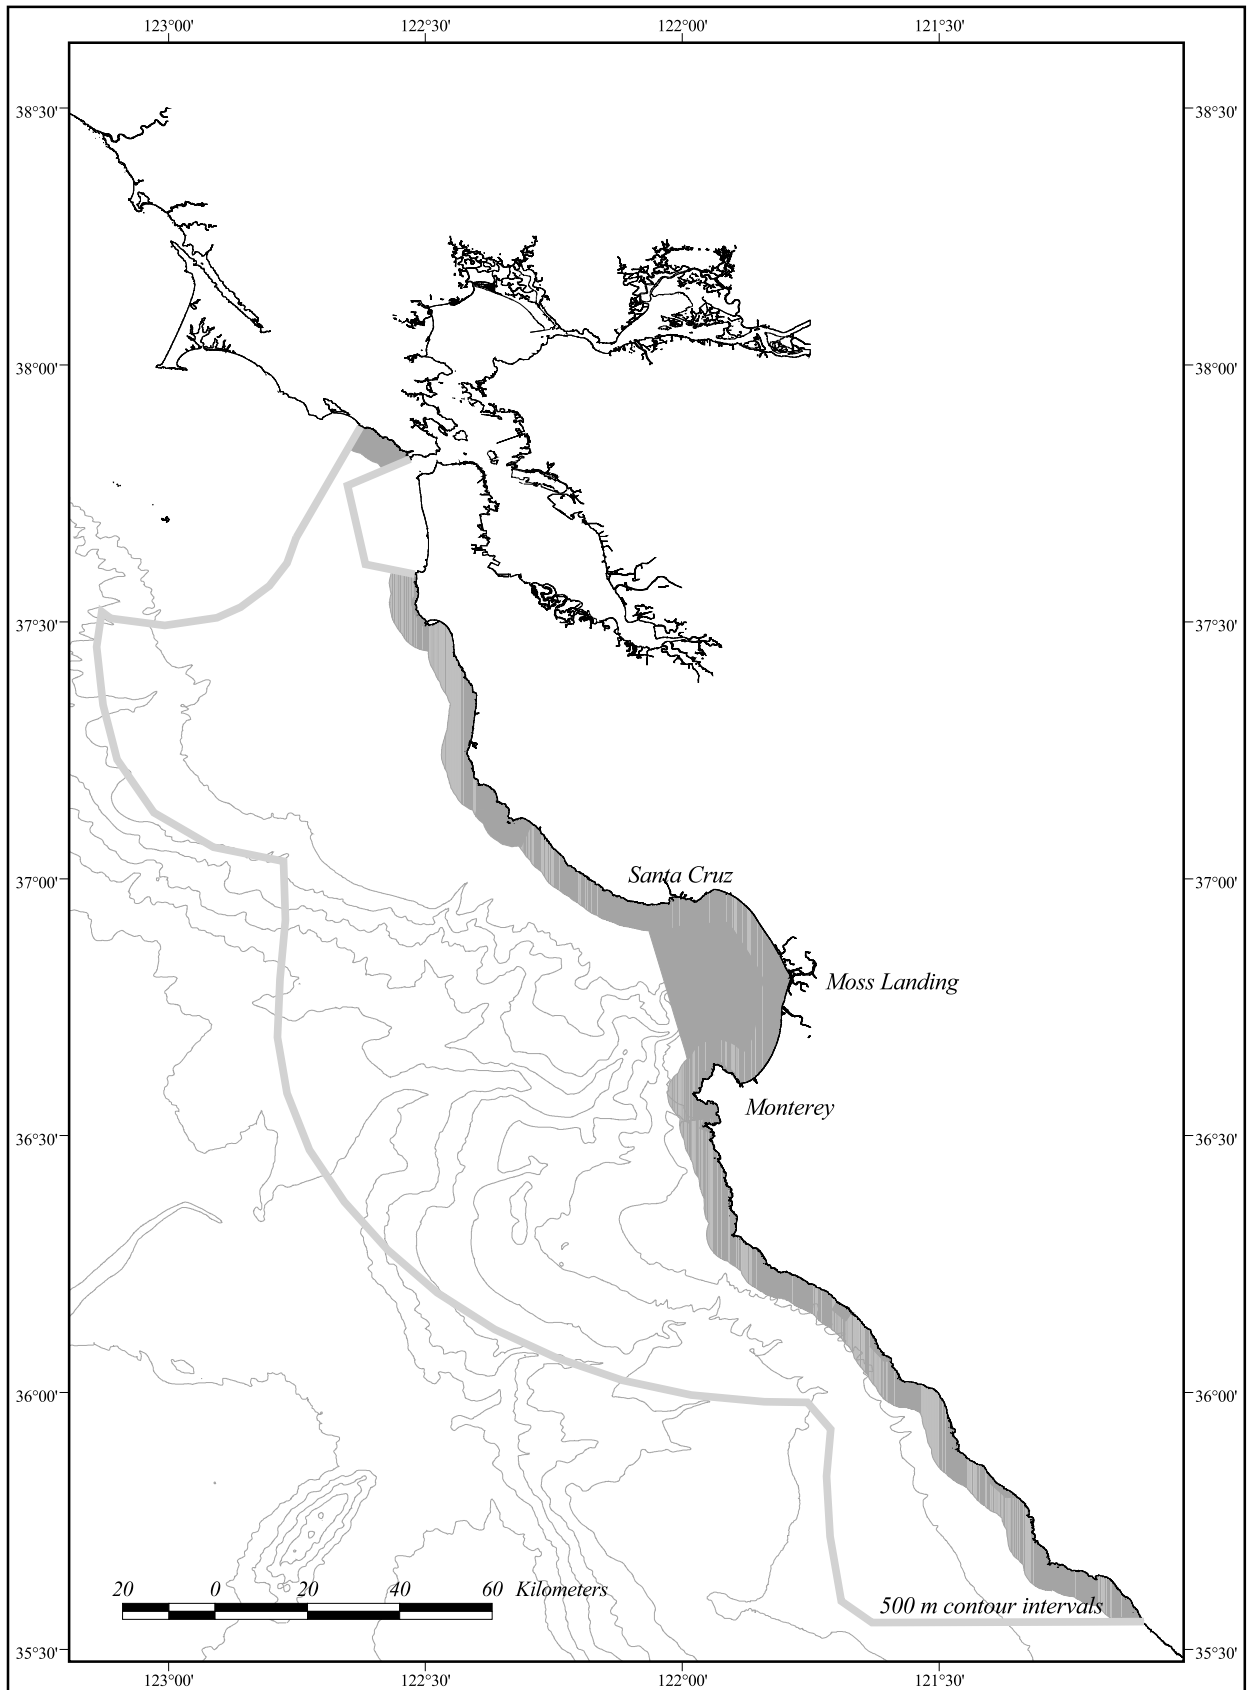 123°00' 122°30' 122°00' 121°30'
38°30' 38°30'
38°00' 38°00'
37°30' 37°30'
Santa Cruz
37°00' 37°00'
Moss Landing
Monterey
36°30' 36°30'
36°00' 36°00'
20 0 20 40 60 Kilometers
500 m contour intervals
35°30' 35°30'
123°00' 122°30' 122°00' 121°30'